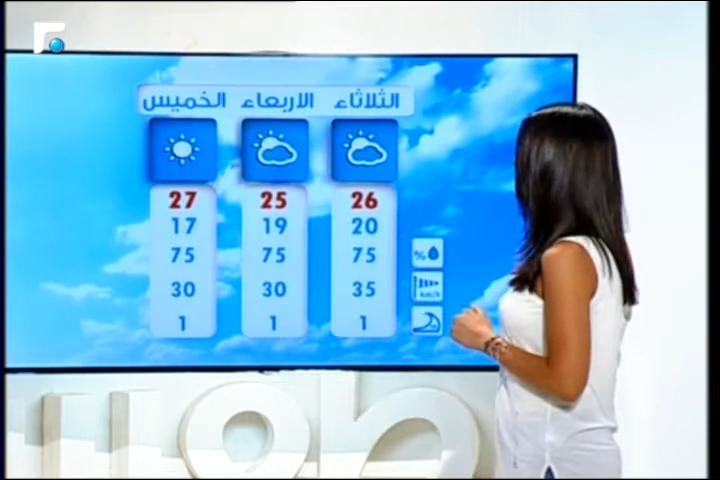 الثلاثاء الاربعاء الخميس
26 25 27
20 19 17
75 75 75 %
35 30 30 km/h
1 1 1